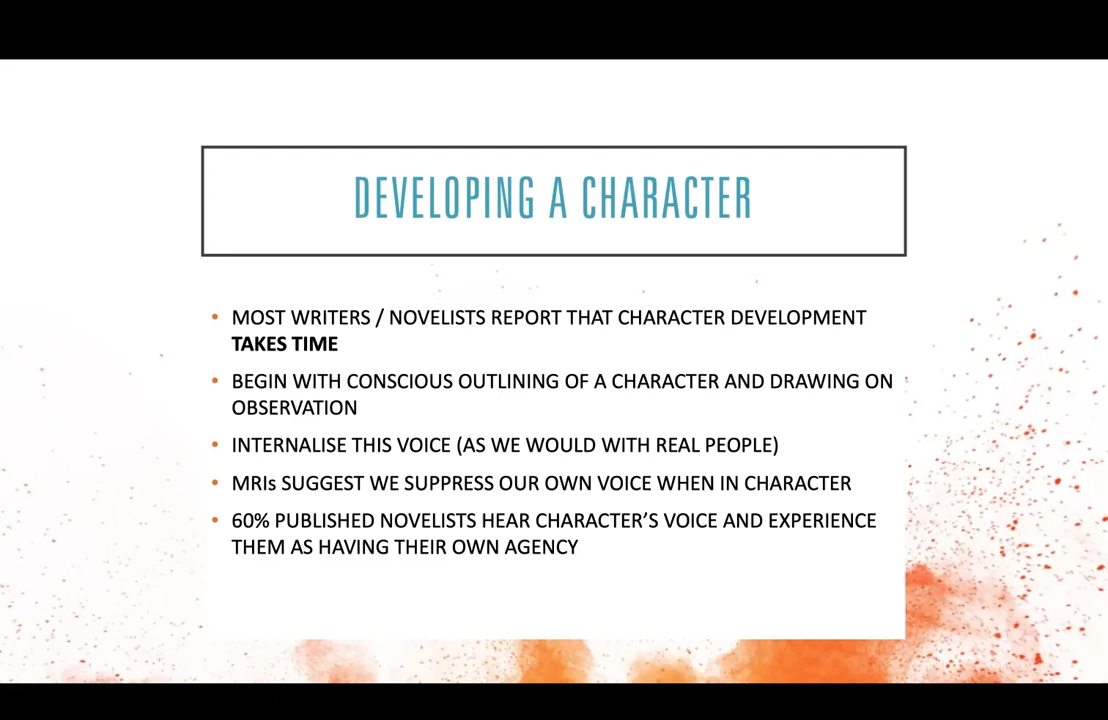 DEVELOPING A CHARACTER
• MOST WRITERS / NOVELISTS REPORT THAT CHARACTER DEVELOPMENT
TAKES TIME
• BEGIN WITH CONSCIOUS OUTLINING OF A CHARACTER AND DRAWING ON
OBSERVATION
• INTERNALISE THIS VOICE (AS WE WOULD WITH REAL PEOPLE)
• MRIs SUGGEST WE SUPPRESS OUR OWN VOICE WHEN IN CHARACTER
• 60% PUBLISHED NOVELISTS HEAR CHARACTER’S VOICE AND EXPERIENCE
THEM AS HAVING THEIR OWN AGENCY